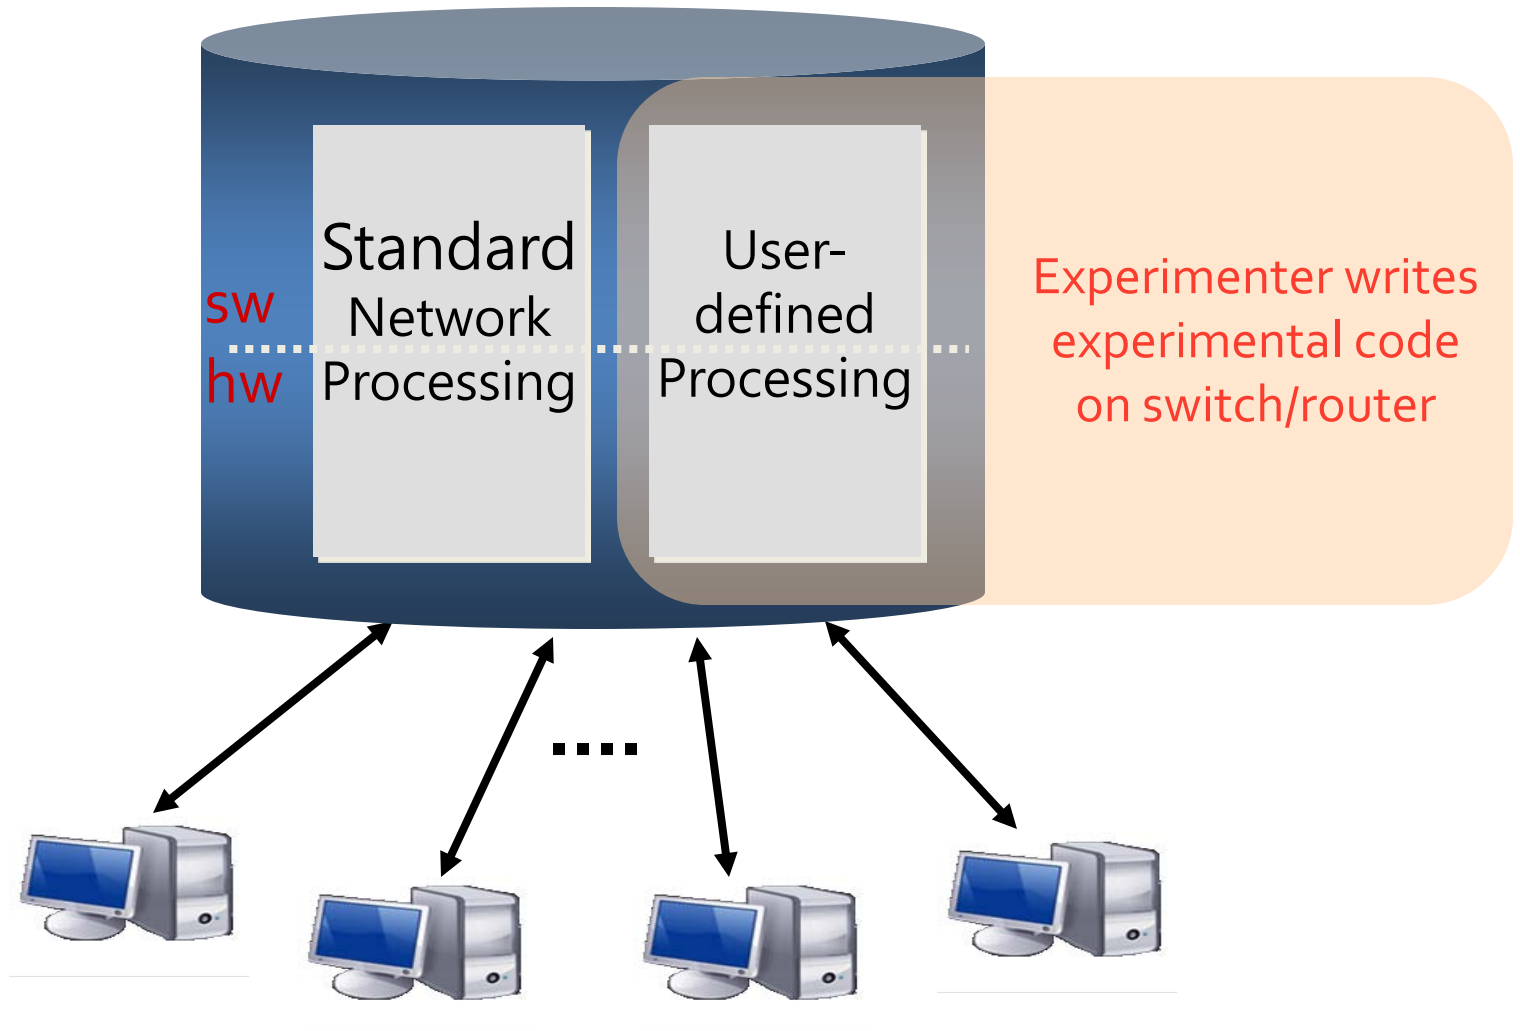 sw
hw
Standard
Network
Processing
User-
defined
Processing
Experimenter writes
experimental code
on switch/router